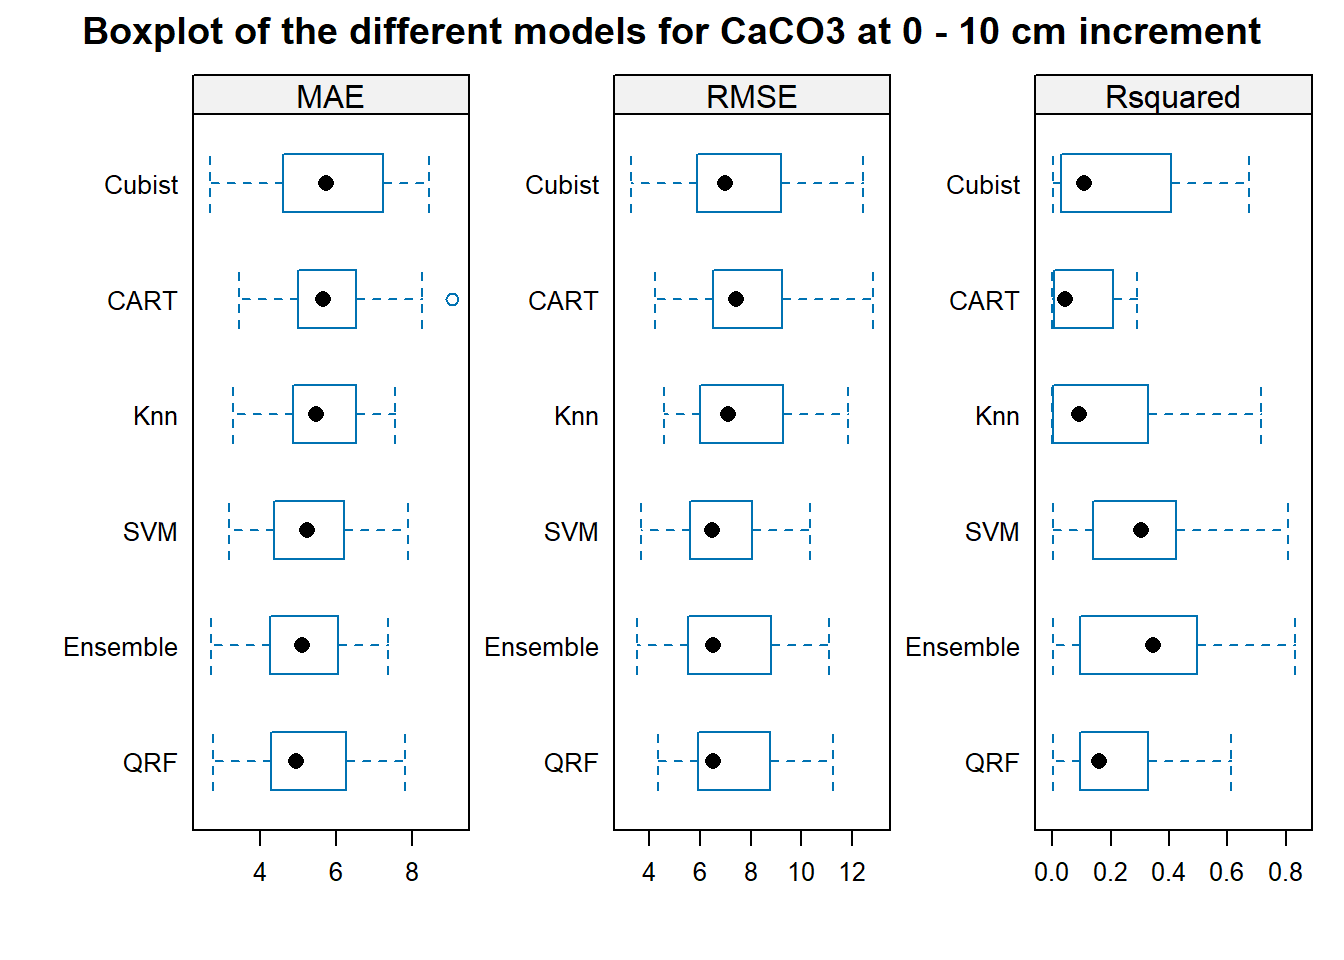 Boxplot of the different models for CaCO3 at 0 - 10 cm increment
MAE
RMSE
Rsquared
Cubist
Cubist
Cubist
CART
CART
CART
Knn
Knn
Knn
SVM
SVM
SVM
Ensemble
Ensemble
Ensemble
QRF
QRF
QRF
4 6 8
4 6 8 10 12
0.0 0.2 0.4 0.6 0.8